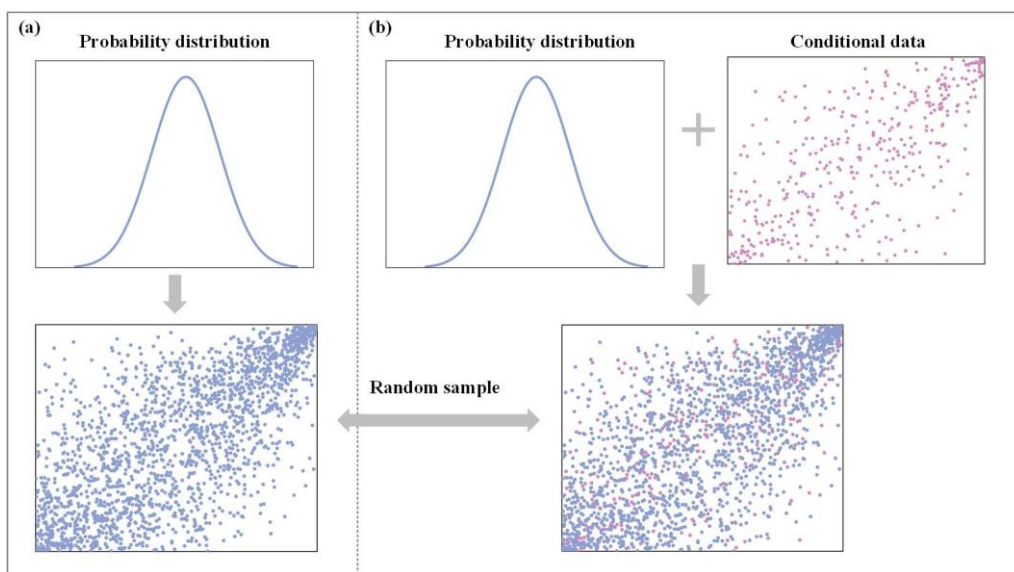 (a)
Probability distribution
(b)
Probability distribution
Conditional data
Random sample